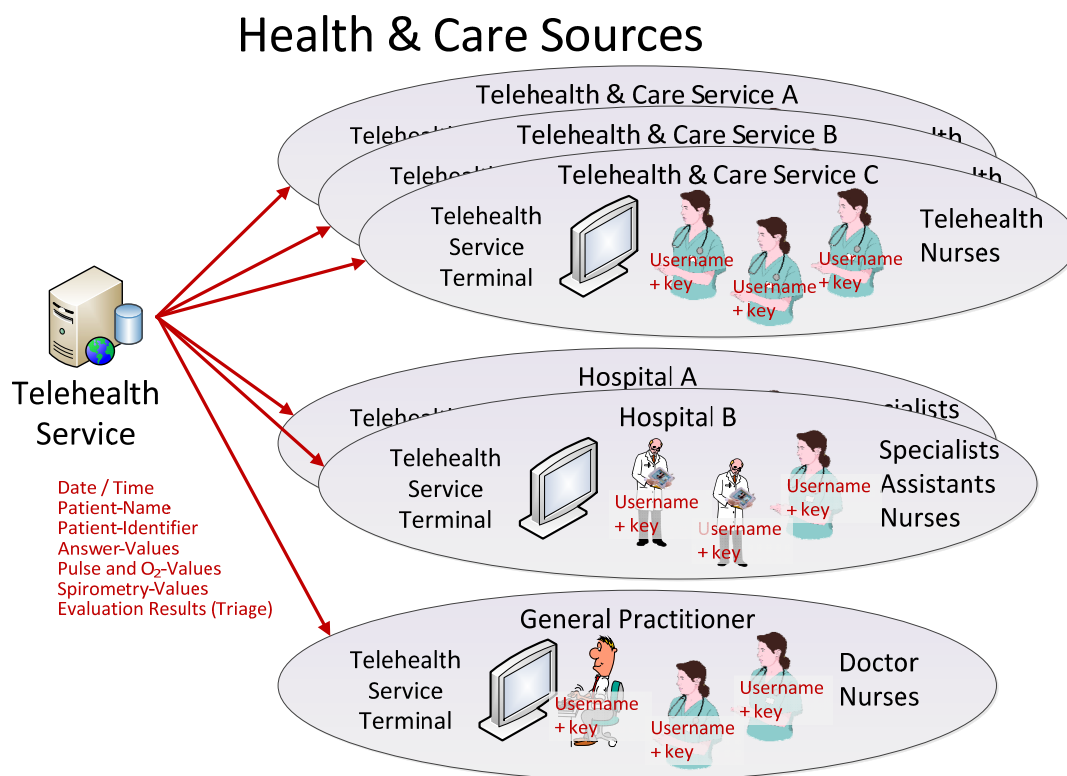 Health & Care Sources
Telehealth & Care Service A
Telehealth & Care Service B
Telehealth & Care Service C
Telehealth
Service
Terminal
Username
+ key
Username
+ key
Username
+ key
Telehealth
Nurses
Telehealth
Service
Date / Time
Patient-Name
Patient-Identifier
Answer-Values
Pulse and O₂-Values
Spirometry-Values
Evaluation Results (Triage)
Hospital A
Hospital B
Telehealth
Service
Terminal
Username
+ key
Username
+ key
Username
+ key
Specialists
Assistants
Nurses
General Practitioner
Telehealth
Service
Terminal
Username
+ key
Username
+ key
Username
+ key
Doctor
Nurses